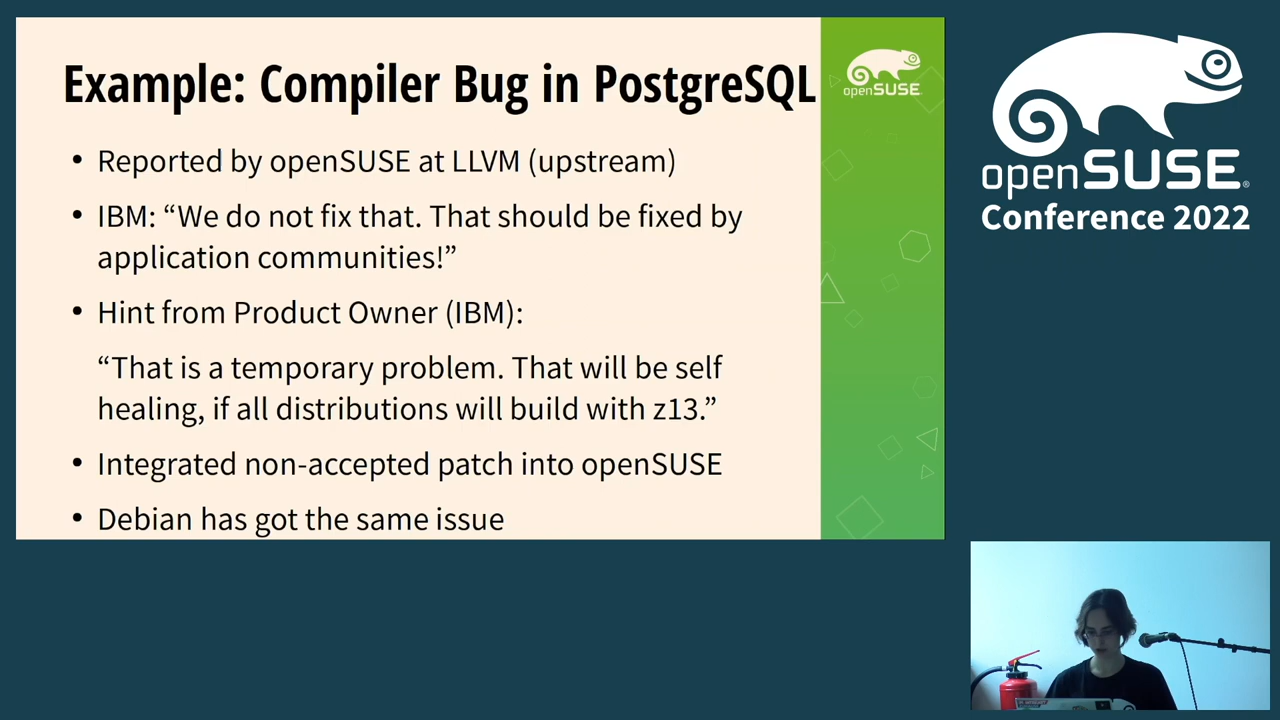 Example: Compiler Bug in PostgreSQL
openSUSE
• Reported by openSUSE at LLVM (upstream)
• IBM: “We do not fix that. That should be fixed by
application communities!”
• Hint from Product Owner (IBM):
“That is a temporary problem. That will be self
healing, if all distributions will build with z13.”
• Integrated non-accepted patch into openSUSE
• Debian has got the same issue
openSUSE®
Conference 2022